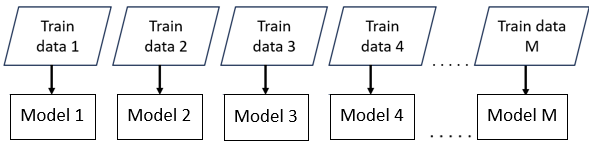 Train
data 1
Train
data 2
Train
data 3
Train
data 4
. . . . .
Train data
M
Model 1
Model 2
Model 3
Model 4
. . . . .
Model M